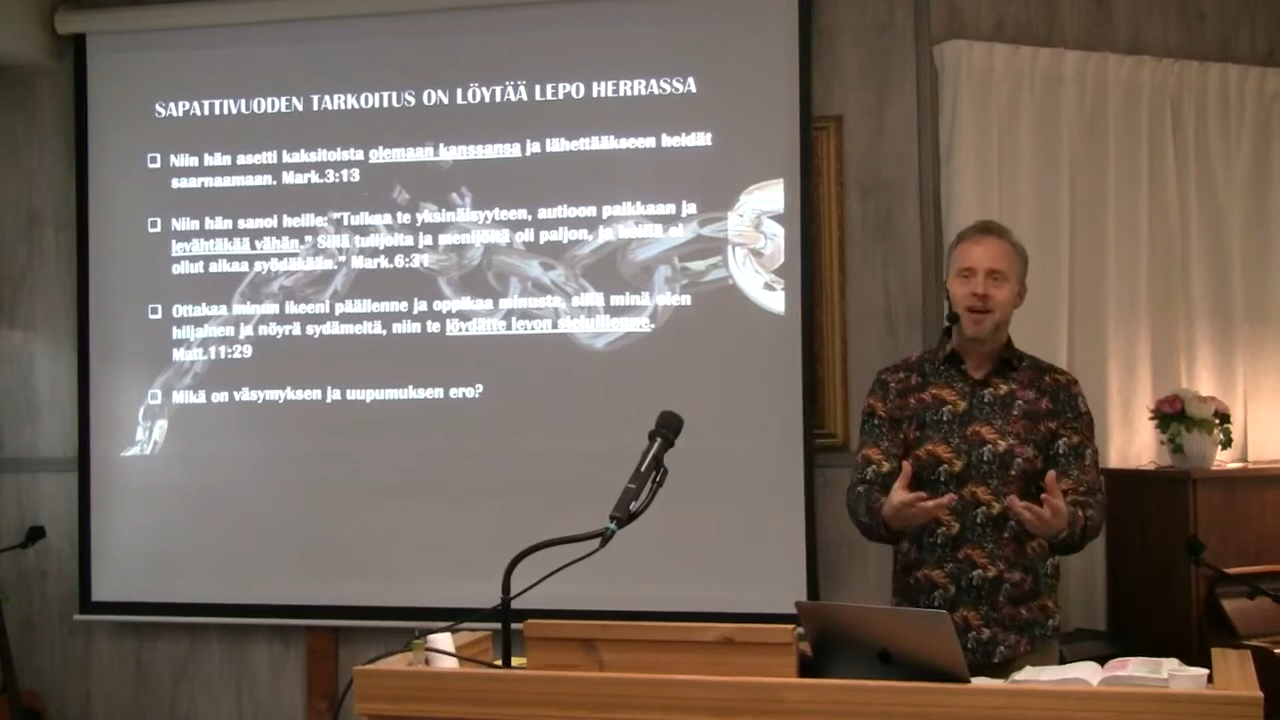 SAPATTIVUODEN TARKOITUS ON LÖYTÄÄ LEPO HERRASSA
❑ Niin hän asetti kaksitoista olemaan kanssansa ja lähettääkseen heidät
saarnaamaan. Mark.3:13
❑ Niin hän sanoi heille: "Tulkaa te yksinäisyyteen, autioon paikkaan ja
levähtäkää vähän." Sillä tulijoita ja menijöitä oli paljon, ja heillä ei
ollut aikaa syödäkään." Mark.6:31
❑ Ottakaa minun ikeeni päällenne ja oppikaa minusta, sillä minä olen
hiljainen ja nöyrä sydämeltä, niin te löydätte levon sieluillenne.
Matt.11:29
❑ Mikä on väsymyksen ja uupumuksen ero?